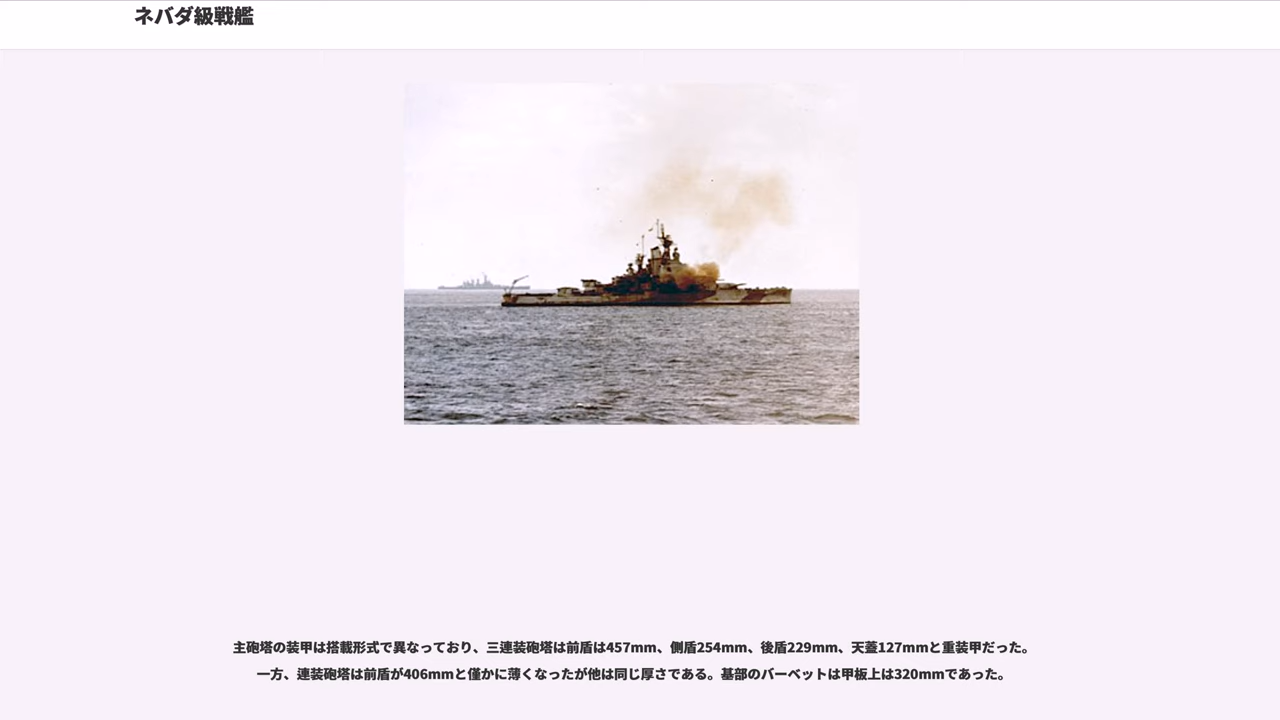 ネバダ級戦艦
主砲塔の装甲は搭載形式で異なっており、三連装砲塔は前盾は457mm、側盾254mm、後盾229mm、天蓋127mmと重装甲だった。
一方、連装砲塔は前盾が406mmと僅かに薄くなったが他は同じ厚さである。基部のバーベットは甲板上は320mmであった。